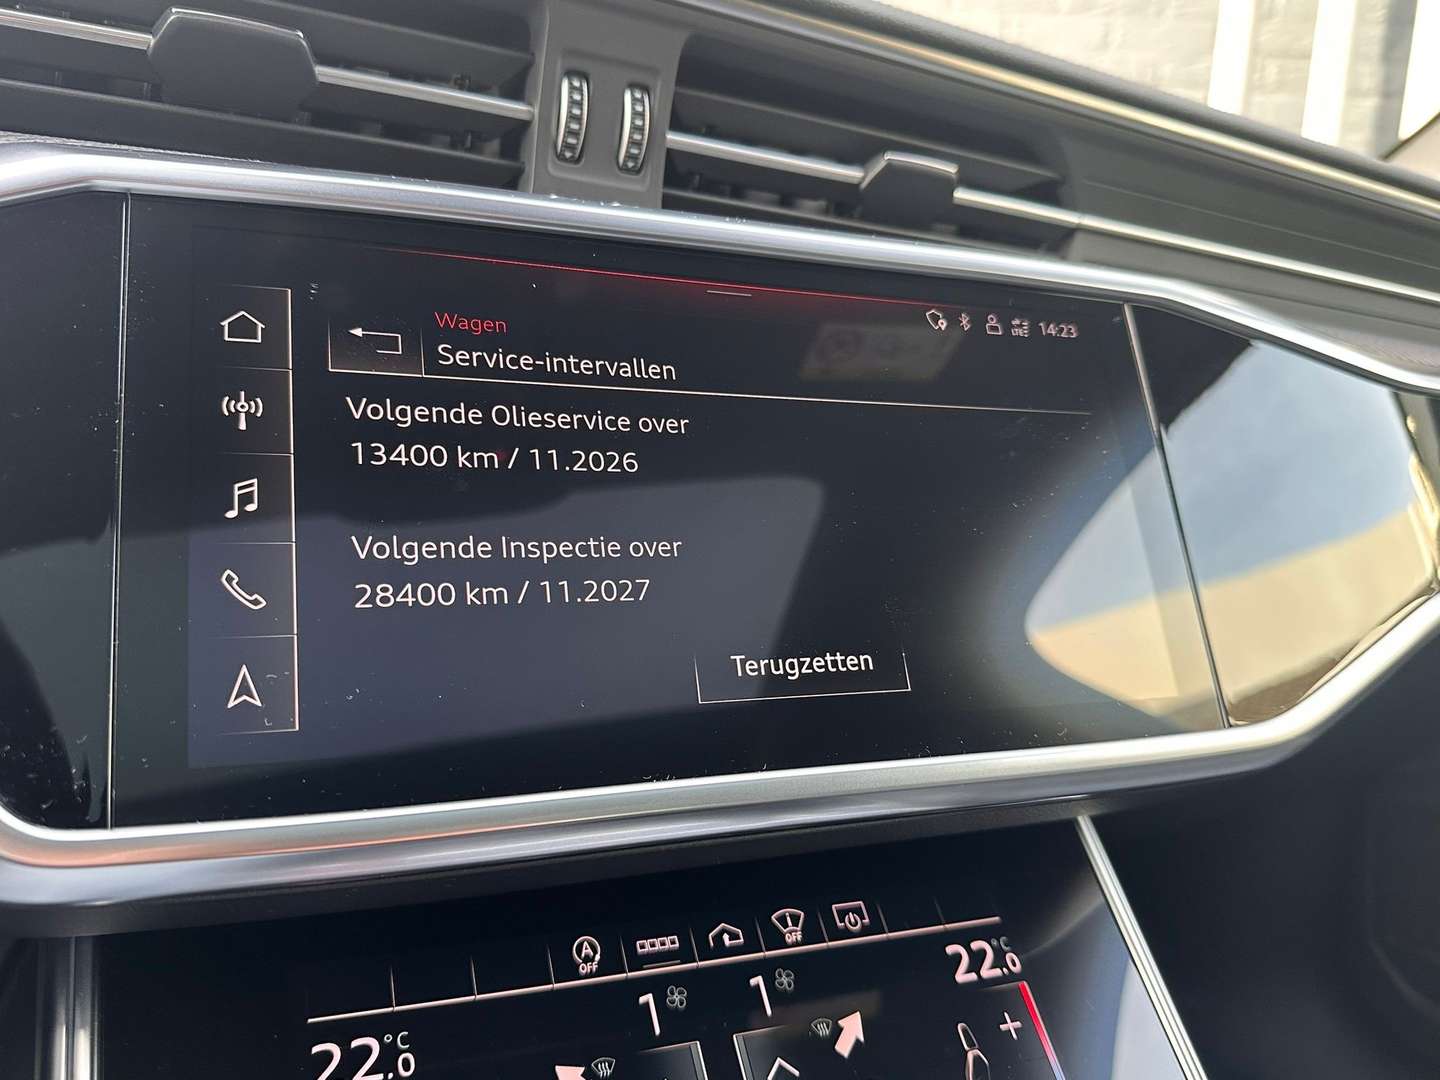 Wagen
LTE 14:23
Service-intervallen
Volgende Olieservice over
13400 km / 11.2026
Volgende Inspectie over
28400 km / 11.2027
Terugzetten
A
OFF
OFF
22.0 °C
1
1
22.0 °C
+